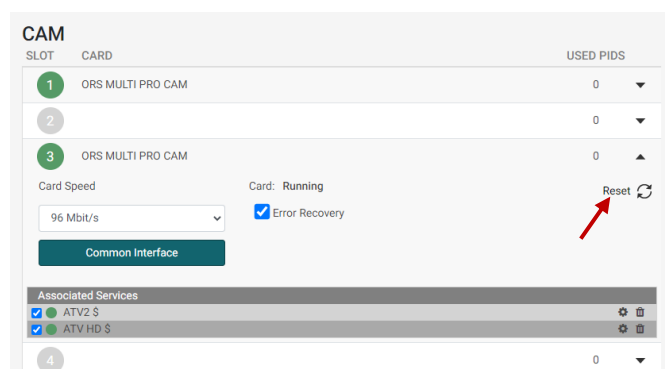 CAM
SLOT CARD USED PIDS
1 ORS MULTI PRO CAM 0
2 0
3 ORS MULTI PRO CAM 0
Card Speed Card: Running Reset
96 Mbit/s Error Recovery
Common Interface
Associated Services
ATV2 $
ATV HD $
4 0